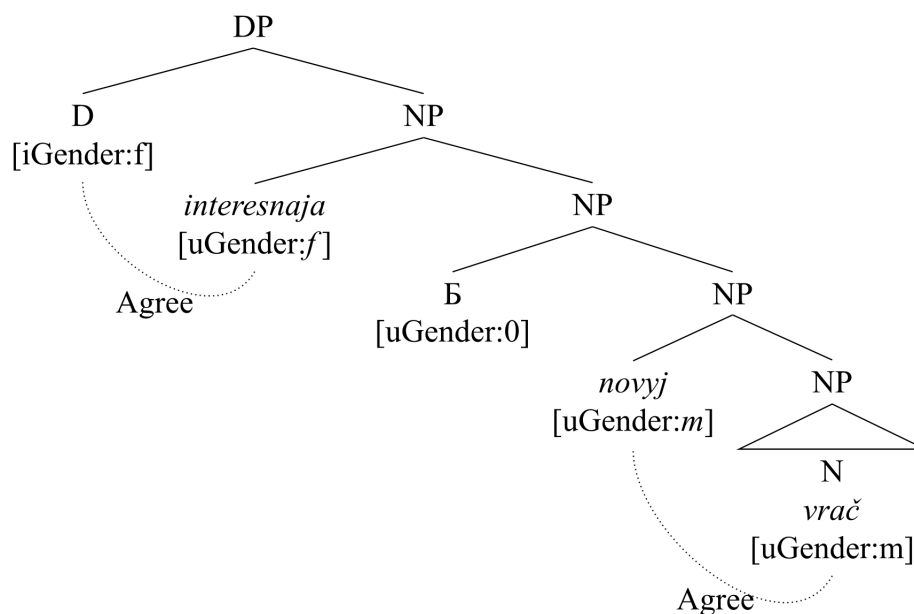 DP
D NP
[iGender:f]
interesnaja NP
[uGender:f]
Agree
Б NP
[uGender:0]
novyj NP
[uGender:m]
N
vrač
[uGender:m]
Agree